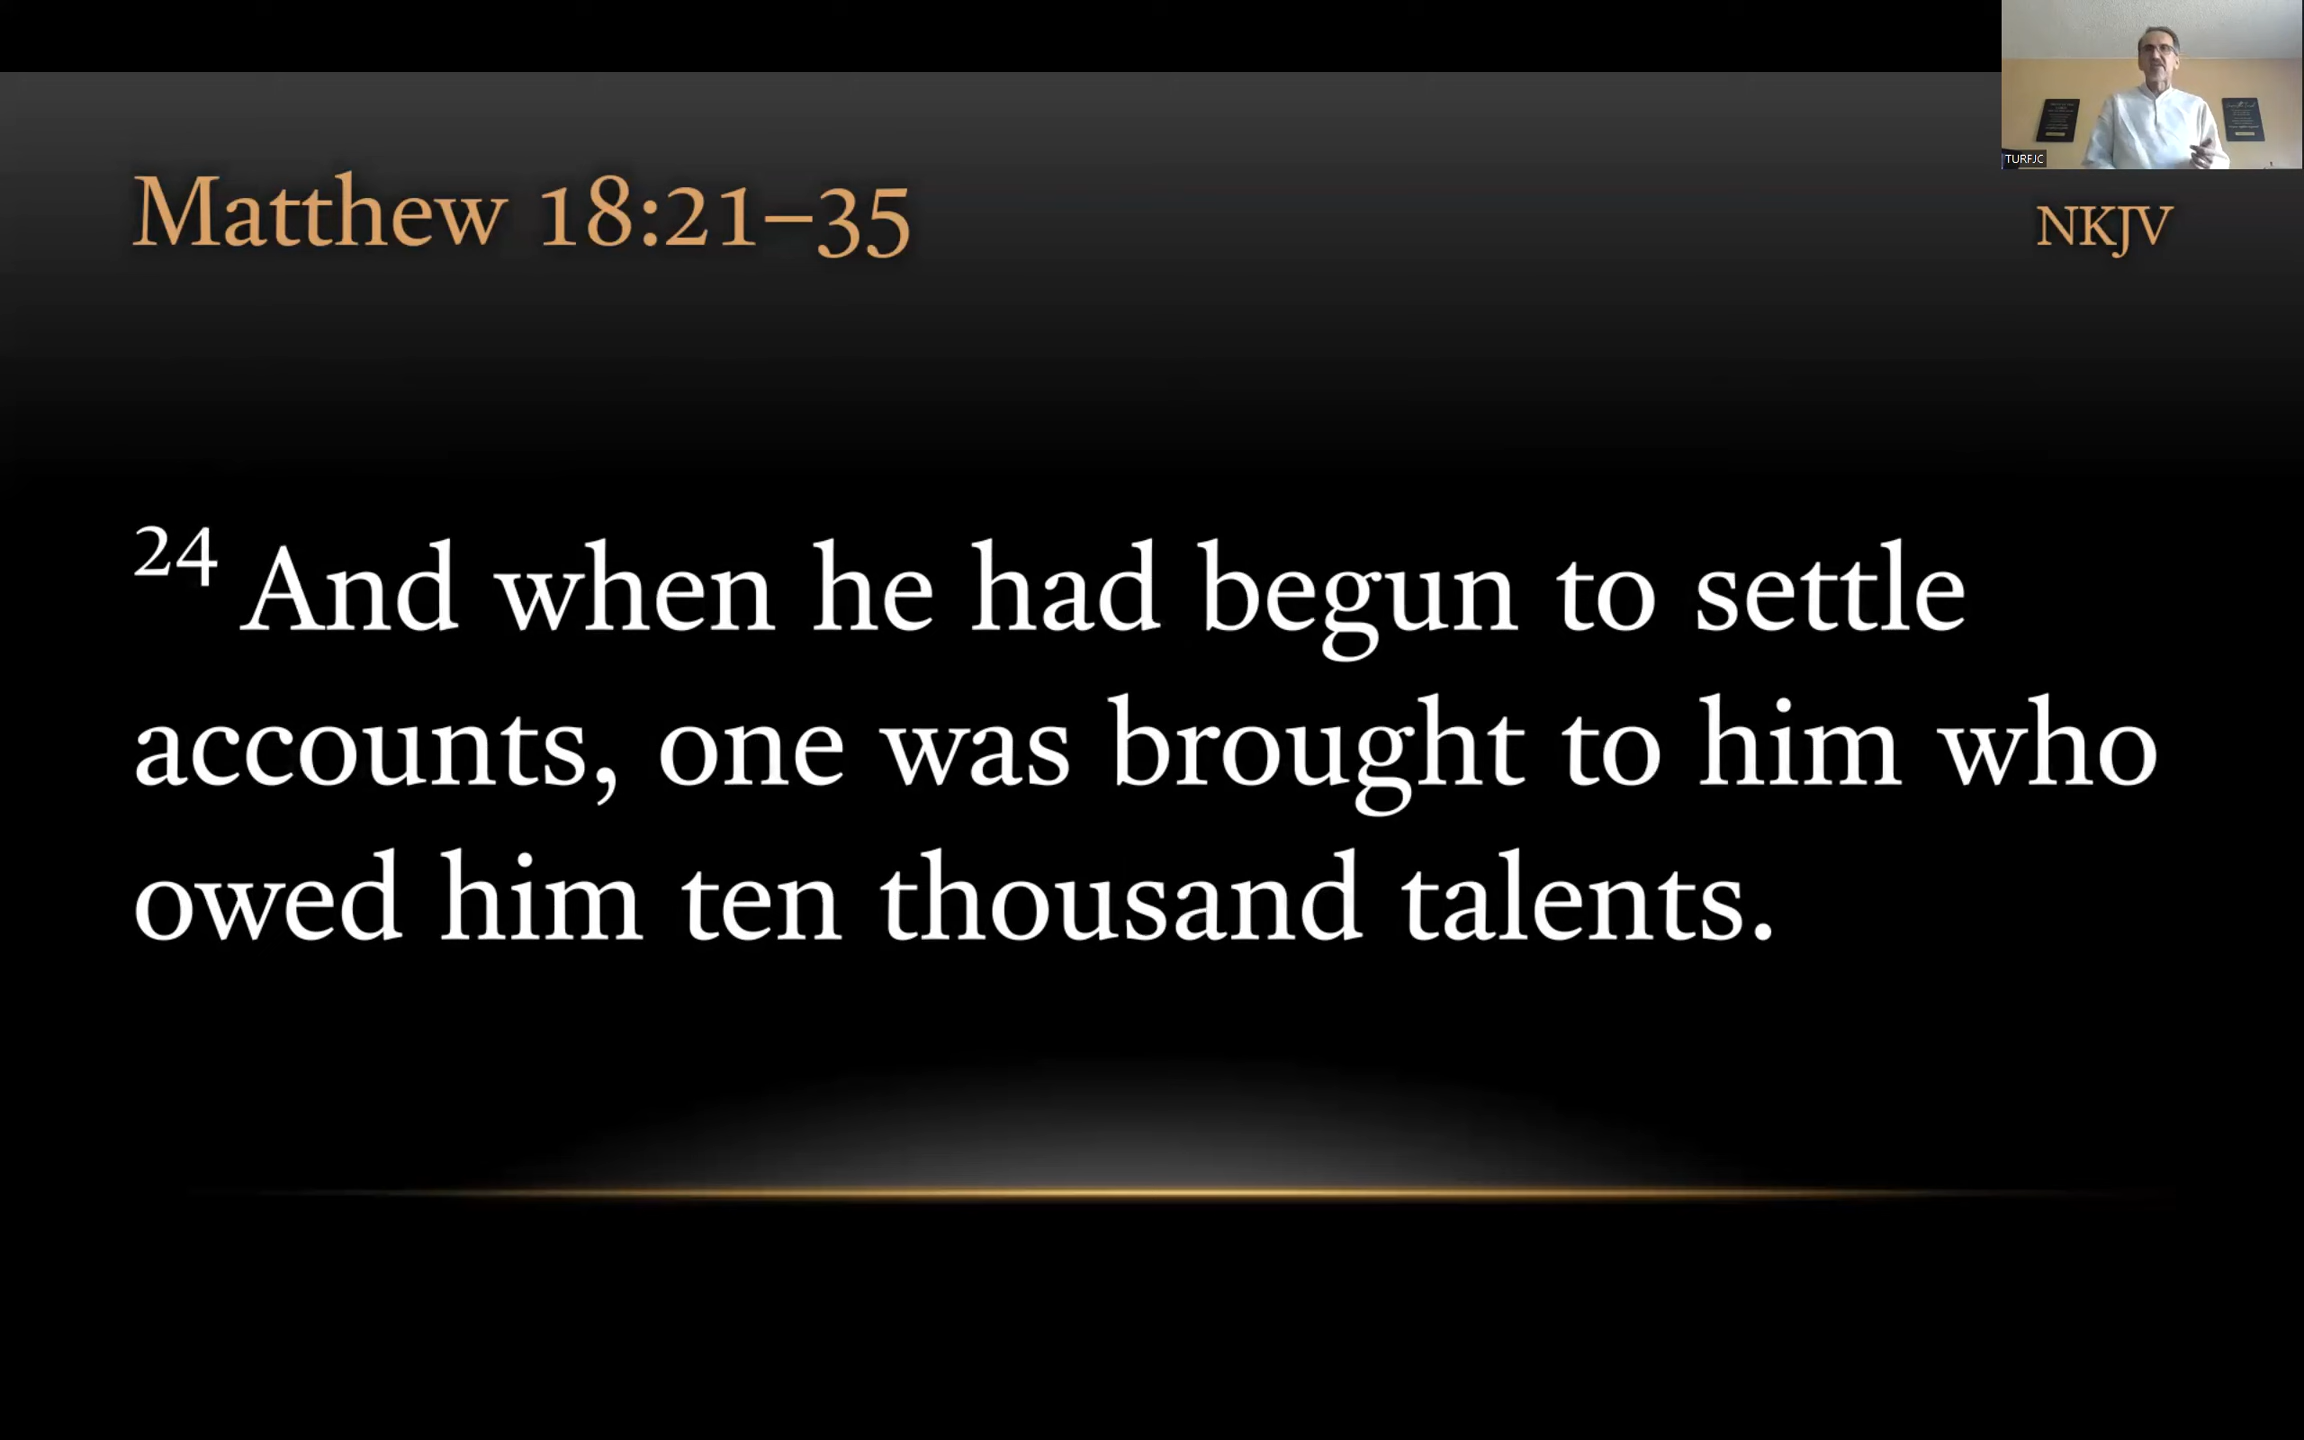 TURFJC
Matthew 18:21–35
NKJV
24 And when he had begun to settle
accounts, one was brought to him who
owed him ten thousand talents.